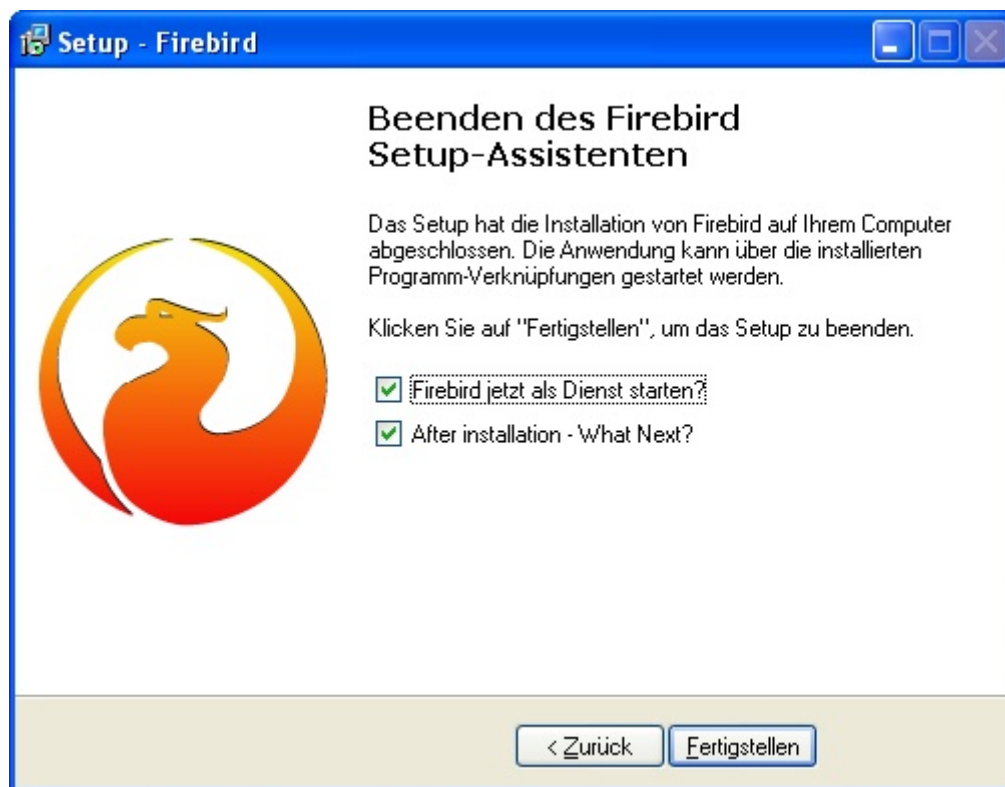 Setup - Firebird
Beenden des Firebird
Setup-Assistenten
Das Setup hat die Installation von Firebird auf Ihrem Computer
abgeschlossen. Die Anwendung kann über die installierten
Programm-Verknüpfungen gestartet werden.
Klicken Sie auf "Fertigstellen", um das Setup zu beenden.
Firebird jetzt als Dienst starten?
After installation - What Next?
< Zurück
Fertigstellen